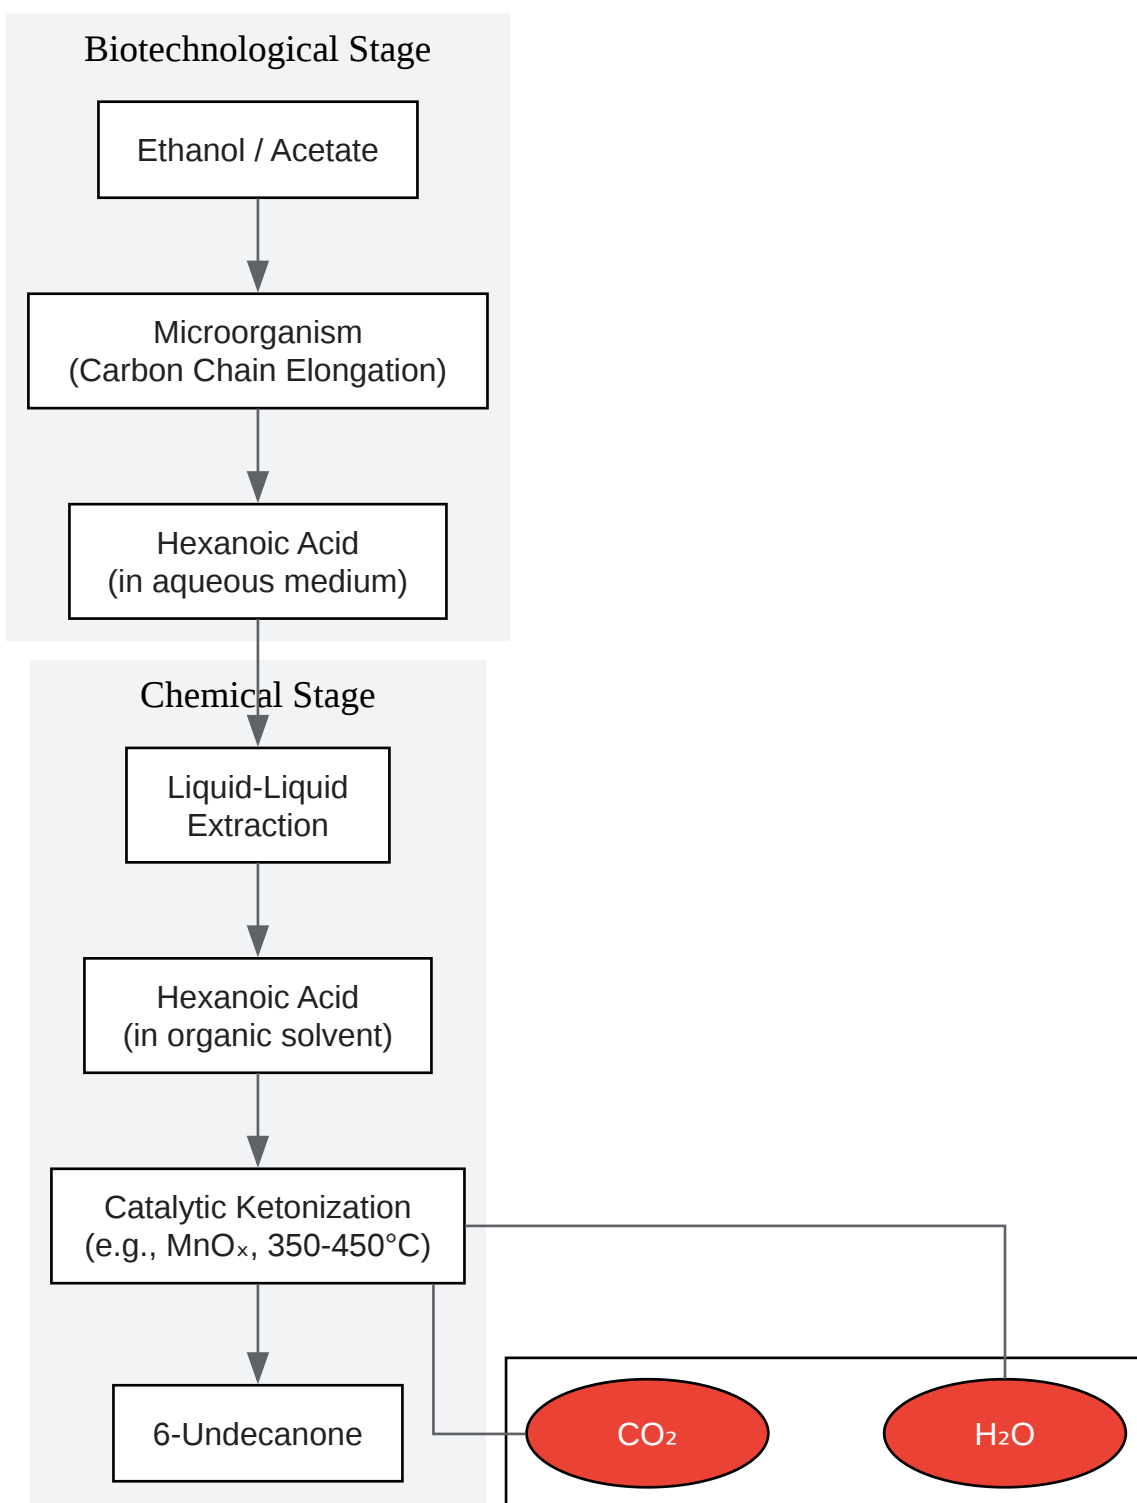 Biotechnological Stage
Ethanol / Acetate
Microorganism
(Carbon Chain Elongation)
Hexanoic Acid
(in aqueous medium)
Chemical Stage
Liquid-Liquid
Extraction
Hexanoic Acid
(in organic solvent)
Catalytic Ketonization
(e.g., MnOₓ, 350-450°C)
6-Undecanone
CO₂
H₂O